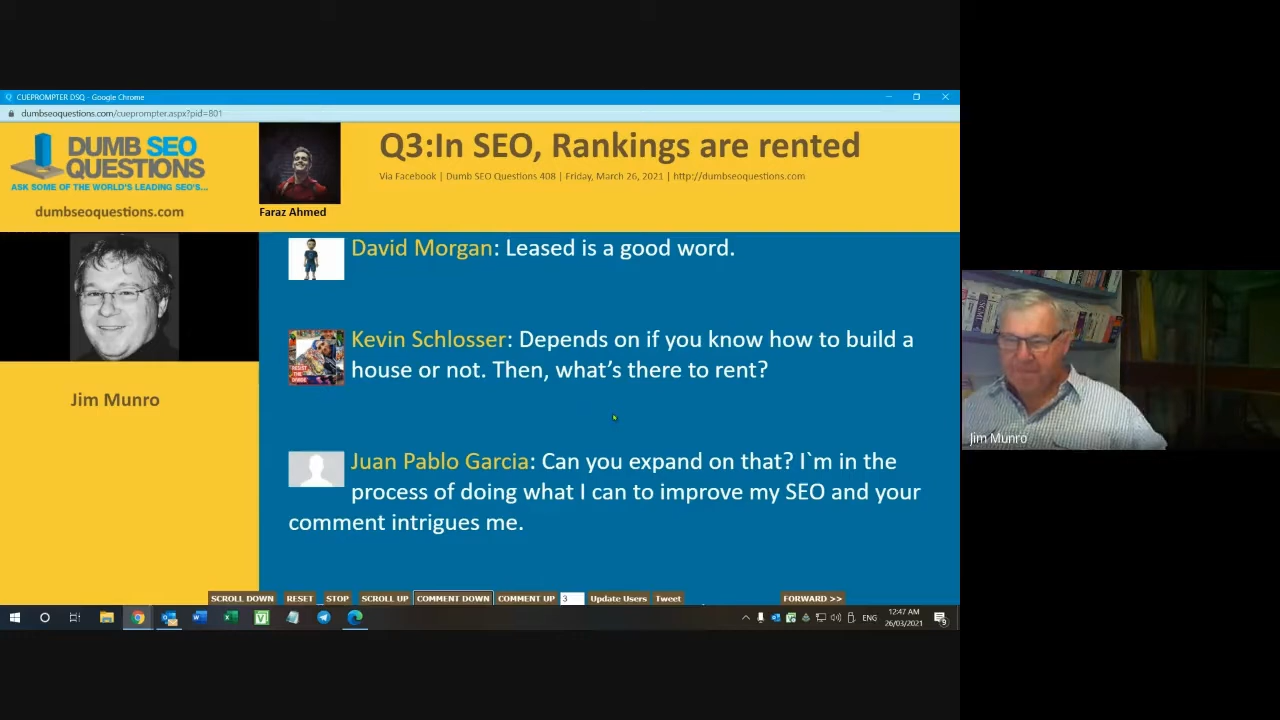 CUEPROMPTER DSQ - Google Chrome
dumbseoquestions.com/cueprompter.aspx?pid=801
DUMB SEO
QUESTIONS
ASK SOME OF THE WORLD'S LEADING SEO'S...
dumbseoquestions.com
Faraz Ahmed
Q3:In SEO, Rankings are rented
Via Facebook | Dumb SEO Questions 408 | Friday, March 26, 2021 | http://dumbseoquestions.com
Jim Munro
David Morgan: Leased is a good word.
RESIST
THE
Kevin Schlosser: Depends on if you know how to build a
house or not. Then, what's there to rent?
Juan Pablo Garcia: Can you expand on that? I`m in the
process of doing what I can to improve my SEO and your
comment intrigues me.
SCROLL DOWN RESET STOP SCROLL UP COMMENT DOWN COMMENT UP 3 Update Users Tweet FORWARD >>
ENG
12:47 AM
26/03/2021
Jim Munro